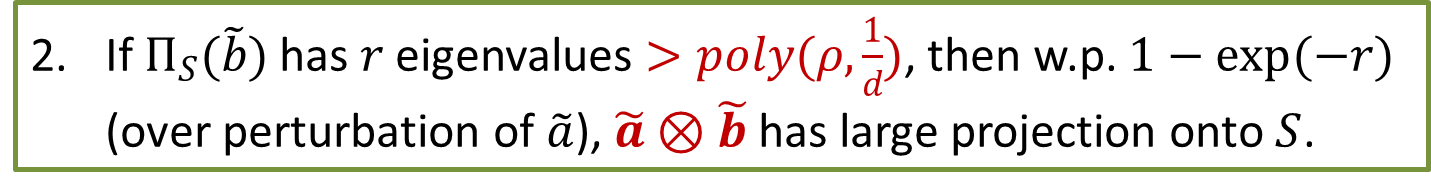 2. If Π_S(b̃) has r eigenvalues > poly(ρ, 1/d), then w.p. 1 − exp(−r)
(over perturbation of ã), ã ⊗ b̃ has large projection onto S.